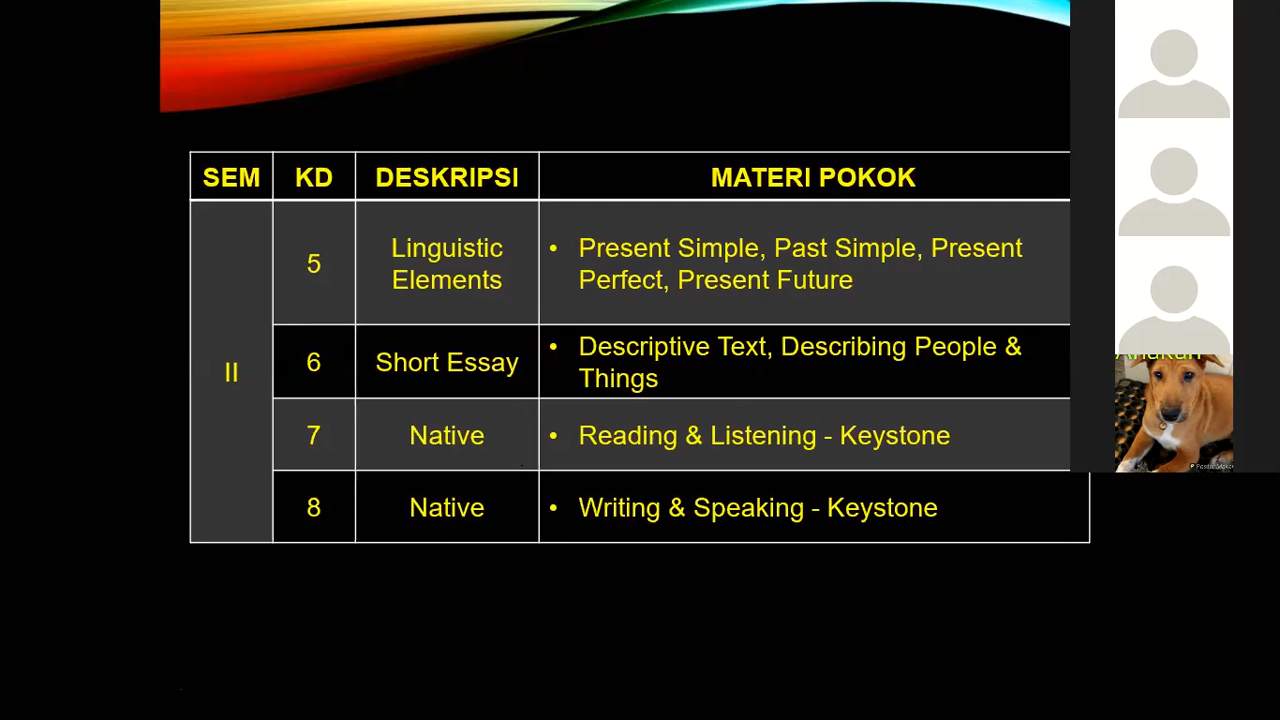 SEM KD DESKRIPSI MATERI POKOK
II
5
Linguistic
Elements
• Present Simple, Past Simple, Present
Perfect, Present Future
6
Short Essay
• Descriptive Text, Describing People &
Things
7
Native
• Reading & Listening - Keystone
8
Native
• Writing & Speaking - Keystone